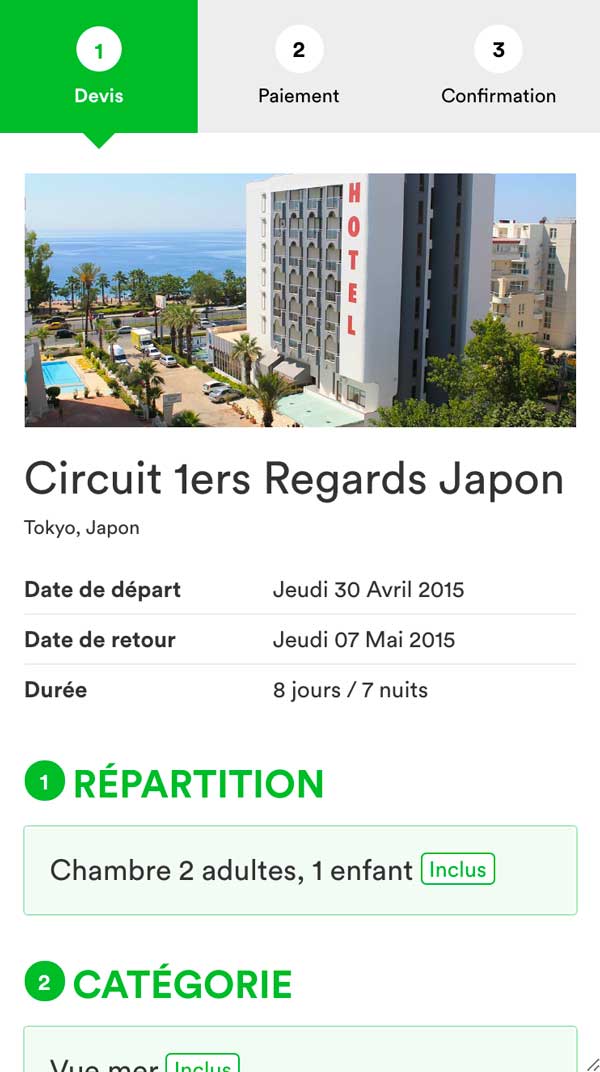 1
Devis
2
Paiement
3
Confirmation
HOTEL
Circuit 1ers Regards Japon
Tokyo, Japon
Date de départ Jeudi 30 Avril 2015
Date de retour Jeudi 07 Mai 2015
Durée 8 jours / 7 nuits
1 RÉPARTITION
Chambre 2 adultes, 1 enfant Inclus
2 CATÉGORIE
Vue mer Inclus